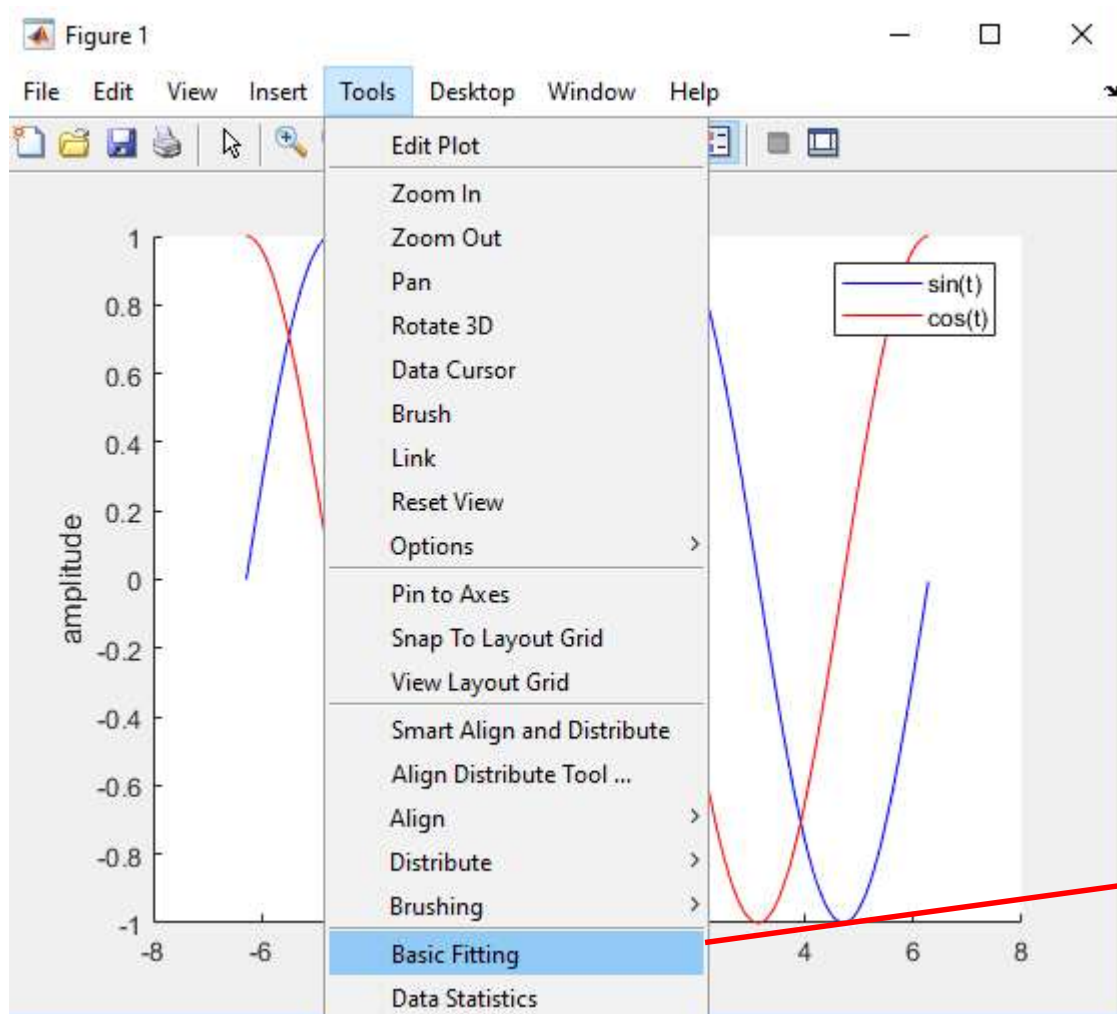 Figure 1
File Edit View Insert Tools Desktop Window Help
Edit Plot
Zoom In
Zoom Out
Pan
Rotate 3D
Data Cursor
Brush
Link
Reset View
Options
Pin to Axes
Snap To Layout Grid
View Layout Grid
Smart Align and Distribute
Align Distribute Tool ...
Align
Distribute
Brushing
Basic Fitting
Data Statistics
sin(t)
cos(t)
amplitude
1
0.8
0.6
0.4
0.2
0
-0.2
-0.4
-0.6
-0.8
-1
-8 -6 4 6 8